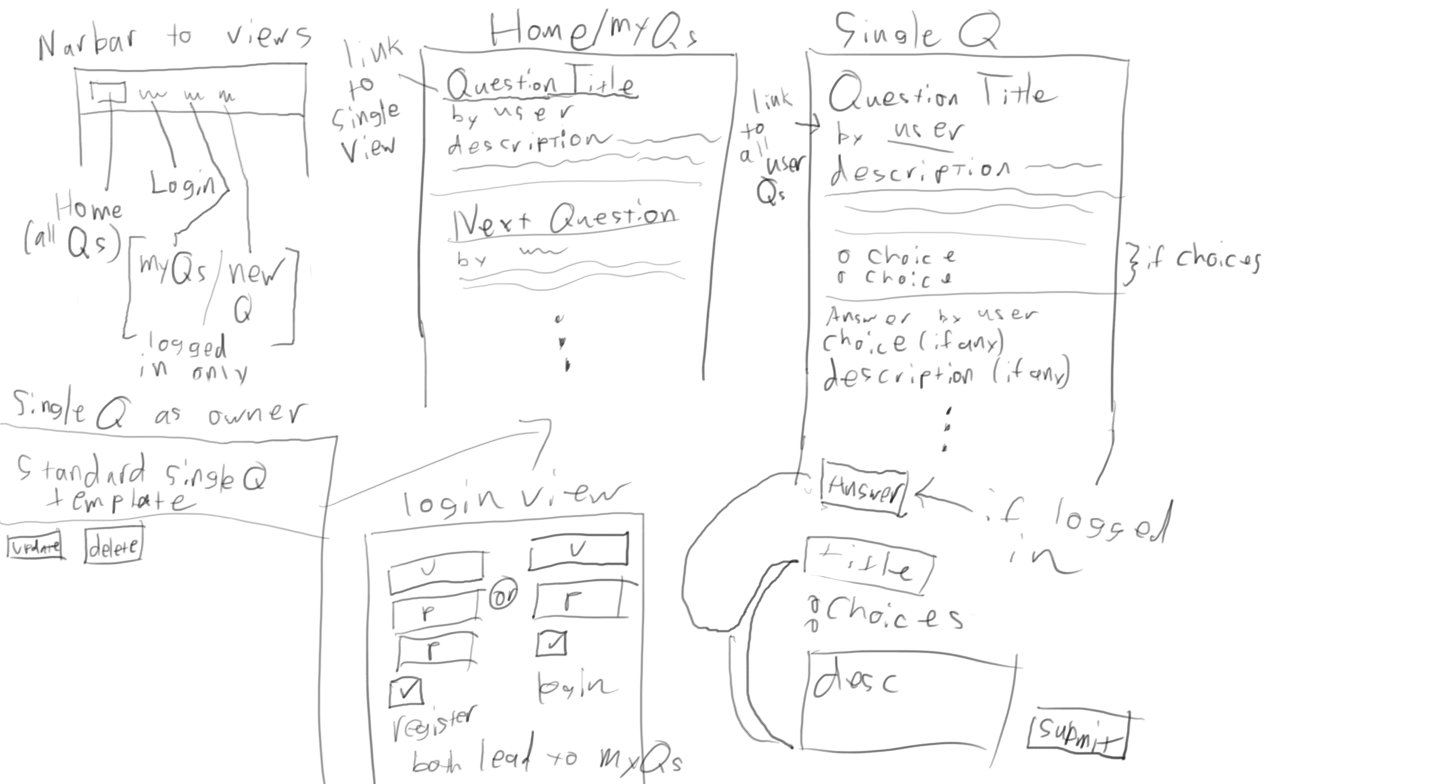 Navbar to views
Home
(all Qs)
Login
myQs / new
Q
logged
in only
link
to
single
view
Home/myQs
Question Title
by user
description
Next Question
by
Single Q
link
to
all user
Qs
Question Title
by user
description
o choice
o choice
} if choices
Answer by user
choice (if any)
description (if any)
Answer
if logged
in
title
o Choices
o
desc
submit
Single Q as owner
Standard single Q
template
update
delete
login view
U
P
P
register
or
U
P
login
both lead to myQs